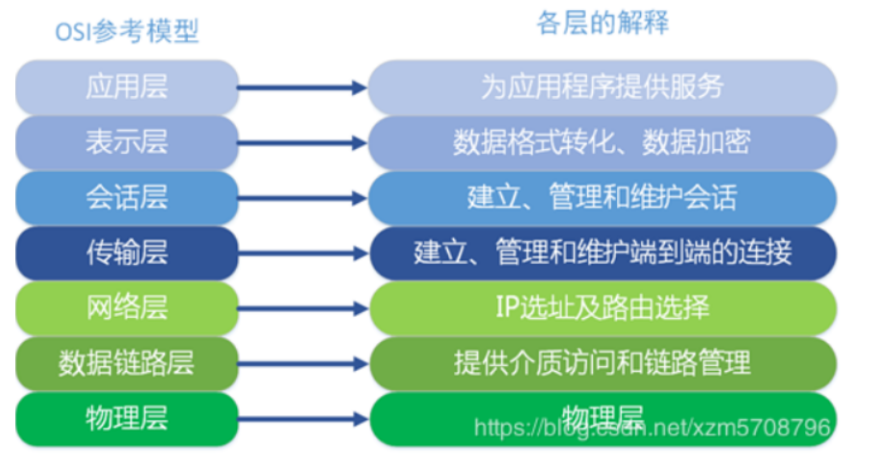 OSI参考模型
各层的解释
应用层
为应用程序提供服务
表示层
数据格式转化、数据加密
会话层
建立、管理和维护会话
传输层
建立、管理和维护端到端的连接
网络层
IP选址及路由选择
数据链路层
提供介质访问和链路管理
物理层
物理层
https://blog.csdn.net/xzm5708796